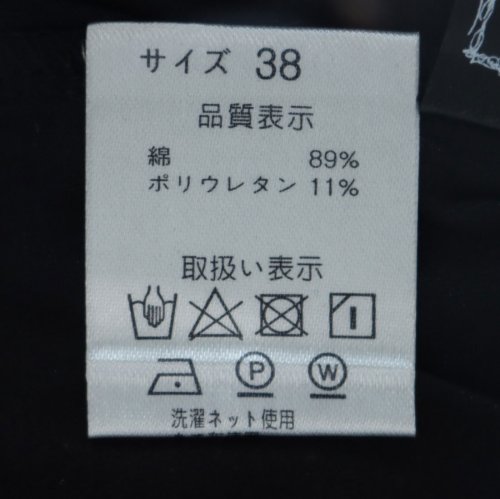 サイズ 38
品質表示
綿 89%
ポリウレタン 11%
取扱い表示
P W
洗濯ネット使用